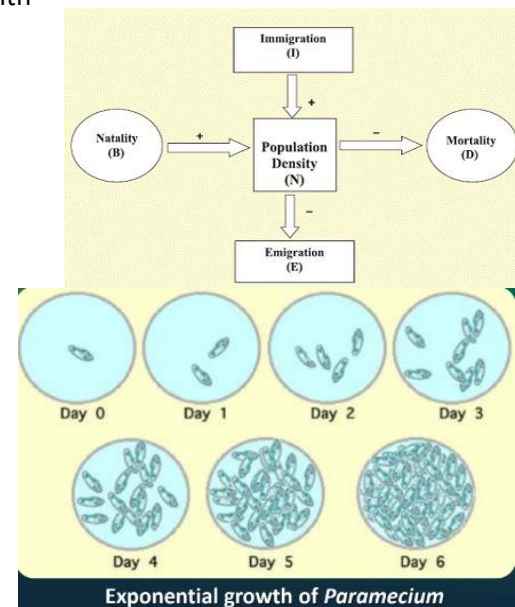 Immigration
(I)
+
Natality
(B)
+
Population
Density
(N)
–
Mortality
(D)
–
Emigration
(E)
Day 0
Day 1
Day 2
Day 3
Day 4
Day 5
Day 6
Exponential growth of Paramecium